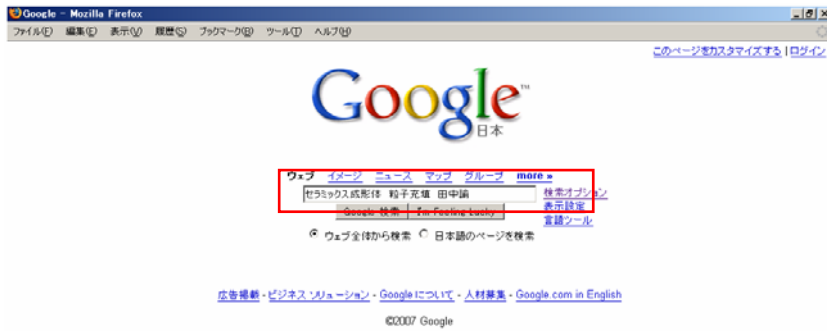 Google - Mozilla Firefox
ファイル(F) 編集(E) 表示(V) 履歴(S) ブックマーク(B) ツール(T) ヘルプ(H)
このページをカスタマイズする | ログイン
Google™
日本
ウェブ イメージ ニュース マップ グループ more »
セラミックス成形体 粒子充填 田中諭 検索オプション
Google 検索 I'm Feeling Lucky 表示設定
言語ツール
ウェブ全体から検索 日本語のページを検索
広告掲載 - ビジネス ソリューション - Google について - 人材募集 - Google.com in English
©2007 Google